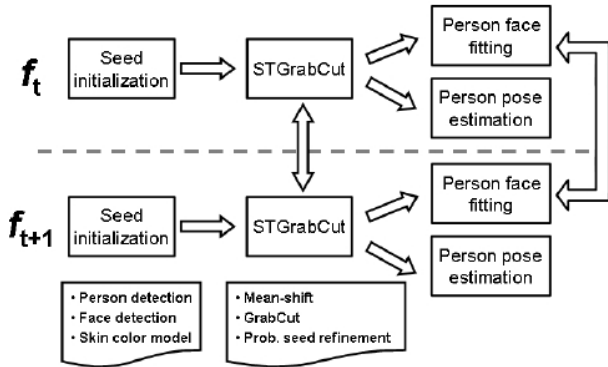 f_t
Seed
initialization
STGrabCut
Person face
fitting
Person pose
estimation
f_t+1
Seed
initialization
STGrabCut
Person face
fitting
Person pose
estimation
• Person detection
• Face detection
• Skin color model
• Mean-shift
• GrabCut
• Prob. seed refinement